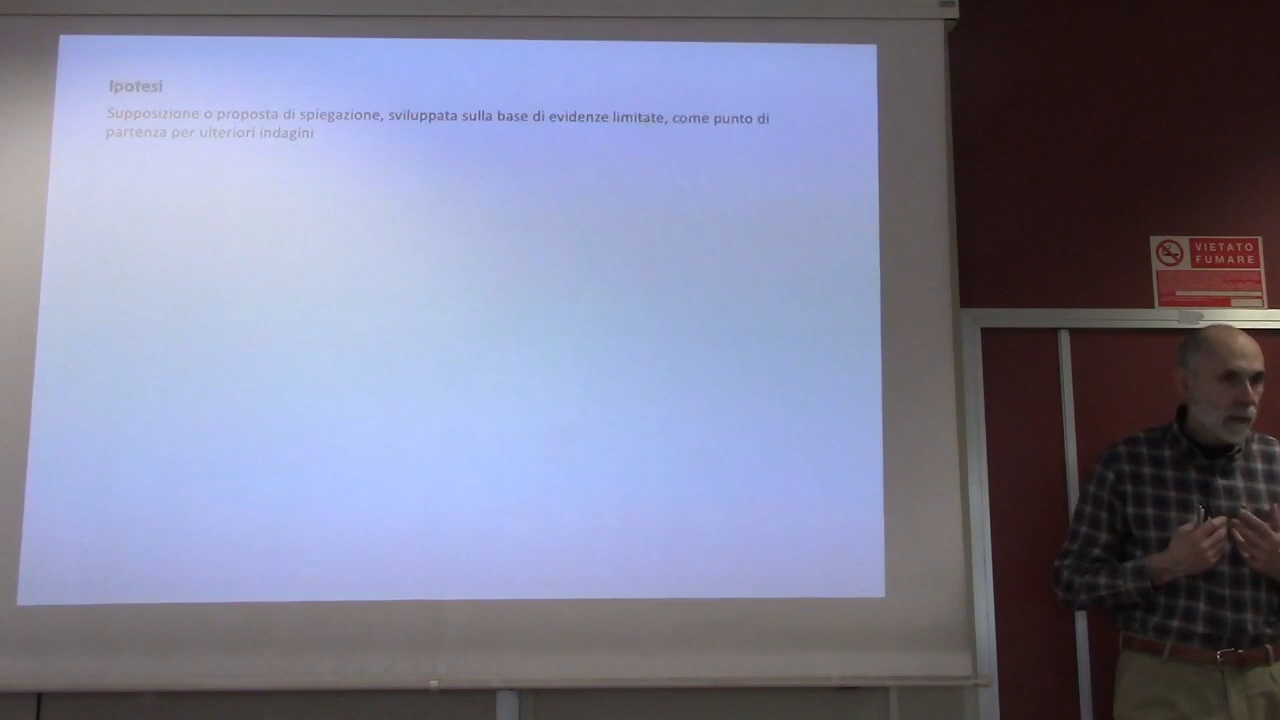 Ipotesi
Supposizione o proposta di spiegazione, sviluppata sulla base di evidenze limitate, come punto di
partenza per ulteriori indagini
VIETATO
FUMARE